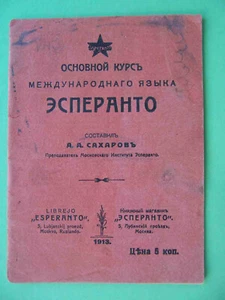 ОСНОВНОЙ КУРСЪ
МЕЖДУНАРОДНАГО ЯЗЫКА
ЭСПЕРАНТО
СОСТАВИЛЪ
А. А. САХАРОВЪ
Преподаватель Московскаго Института Эсперанто.
LIBREJO
„ESPERANTO“
Moskvo, Ruslando.
Книжный магазинъ
„ЭСПЕРАНТО“
Москва.
1913.
Цѣна 5 коп.